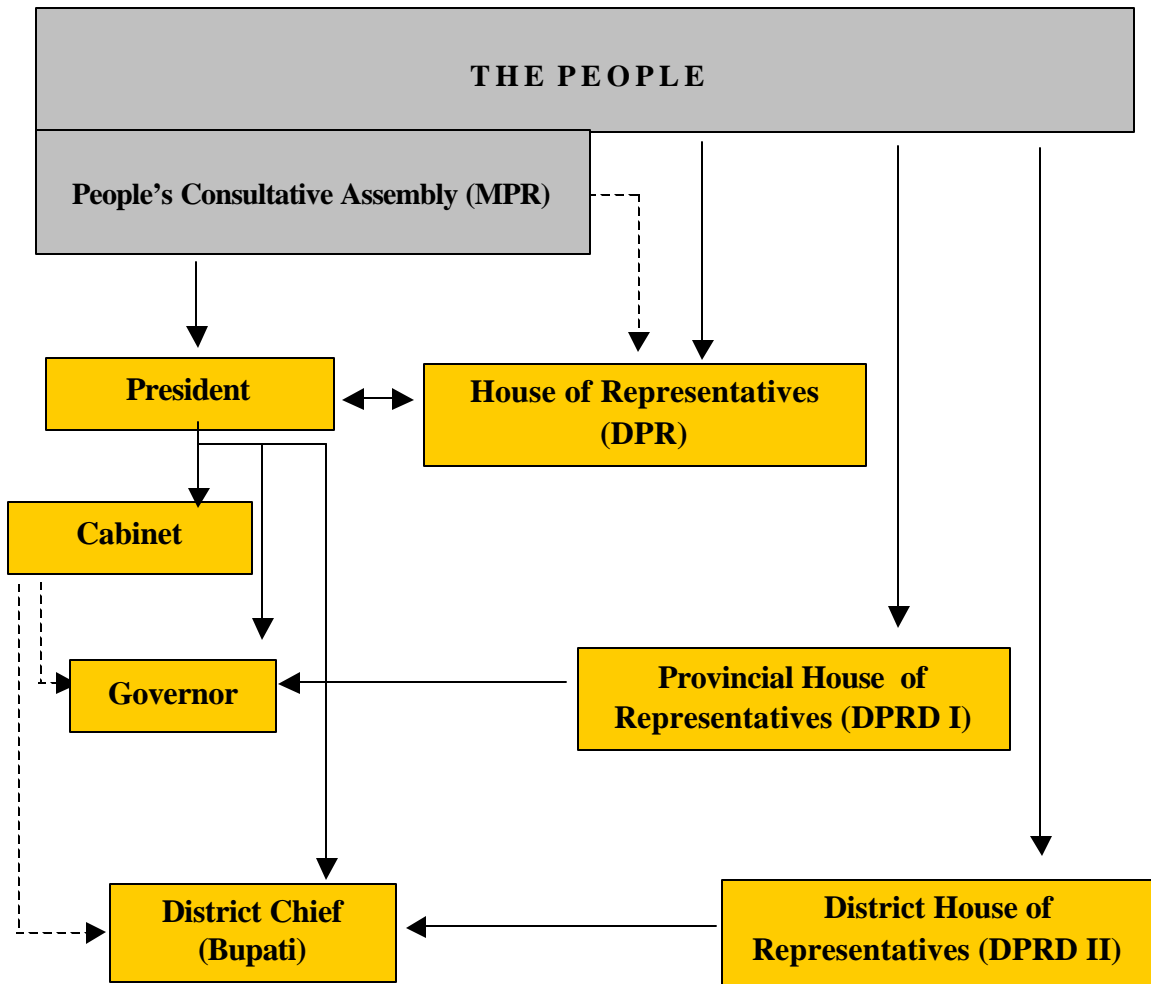 THE PEOPLE
People’s Consultative Assembly (MPR)
President
House of Representatives
(DPR)
Cabinet
Governor
Provincial House of
Representatives (DPRD I)
District Chief
(Bupati)
District House of
Representatives (DPRD II)